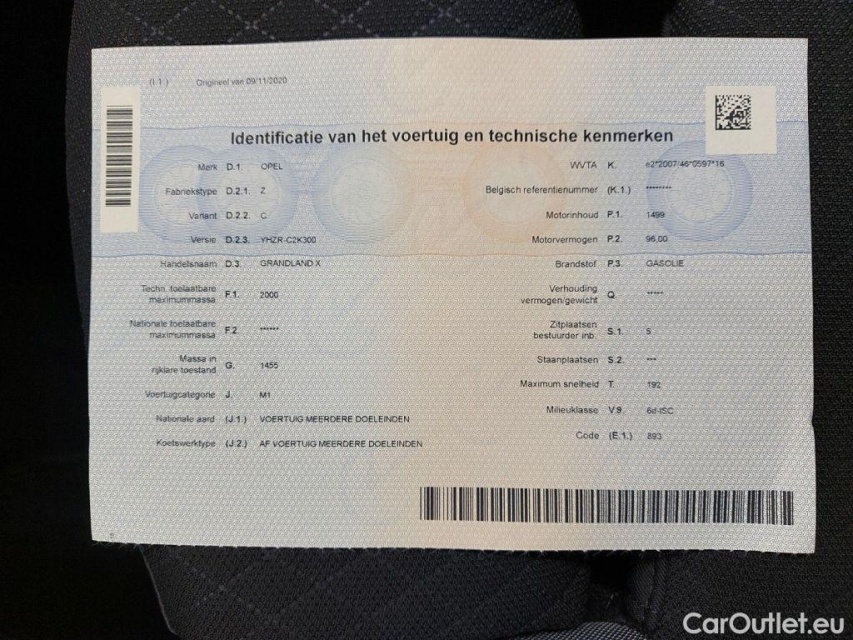 (I 1) Origineel van 09/11/2020
Identificatie van het voertuig en technische kenmerken
Merk D.1. OPEL
WVTA K. e2*2007/46*0597*16
Fabriekstype D.2.1. Z
Belgisch referentienummer (K.1.) ********
Variant D.2.2. C
Motorinhoud P.1. 1499
Versie D.2.3. YHZR-C2K300
Motorvermogen P.2. 96,00
Handelsnaam D.3. GRANDLAND X
Brandstof P.3. GASOLIE
Techn. toelaatbare
maximummassa F.1. 2000
Verhouding
vermogen/gewicht Q. *****
Nationale toelaatbare
maximummassa F.2. ******
Zitplaatsen
bestuurder inb. S.1. 5
Massa in
rijklare toestand G. 1455
Staanplaatsen S.2. ***
Voertuigcategorie J. M1
Maximum snelheid T. 192
Nationale aard (J.1.) VOERTUIG MEERDERE DOELEINDEN
Milieuklasse V.9. 6d-ISC
Koetswerktype (J.2.) AF VOERTUIG MEERDERE DOELEINDEN
Code (E.1.) 893
CarOutlet.eu